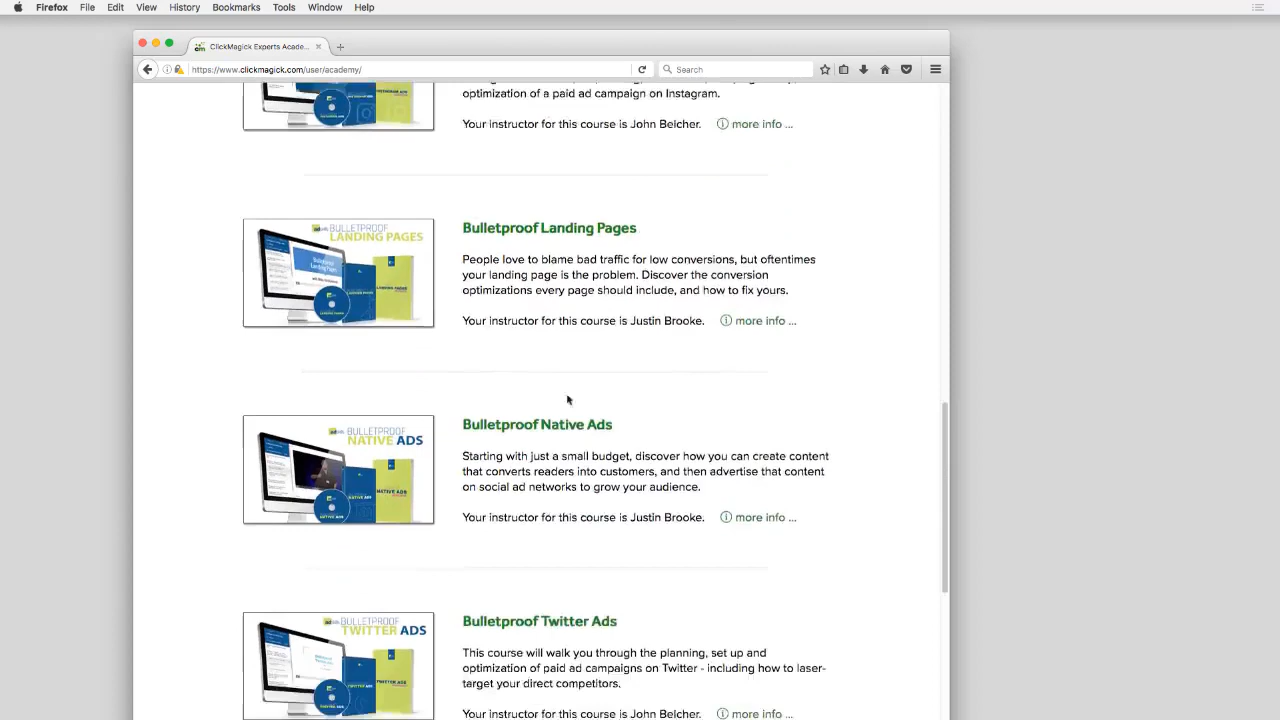 Firefox File Edit View History Bookmarks Tools Window Help
ClickMagick Experts Acade...
https://www.clickmagick.com/user/academy/
Search
optimization of a paid ad campaign on Instagram.
Your instructor for this course is John Belcher. more info ...
BULLETPROOF
LANDING PAGES
Bulletproof Landing Pages
People love to blame bad traffic for low conversions, but oftentimes
your landing page is the problem. Discover the conversion
optimizations every page should include, and how to fix yours.
Your instructor for this course is Justin Brooke. more info ...
BULLETPROOF
NATIVE ADS
Bulletproof Native Ads
Starting with just a small budget, discover how you can create content
that converts readers into customers, and then advertise that content
on social ad networks to grow your audience.
Your instructor for this course is Justin Brooke. more info ...
BULLETPROOF
TWITTER ADS
Bulletproof Twitter Ads
This course will walk you through the planning, set up and
optimization of paid ad campaigns on Twitter - including how to laser-
target your direct competitors.
Your instructor for this course is John Belcher. more info ...